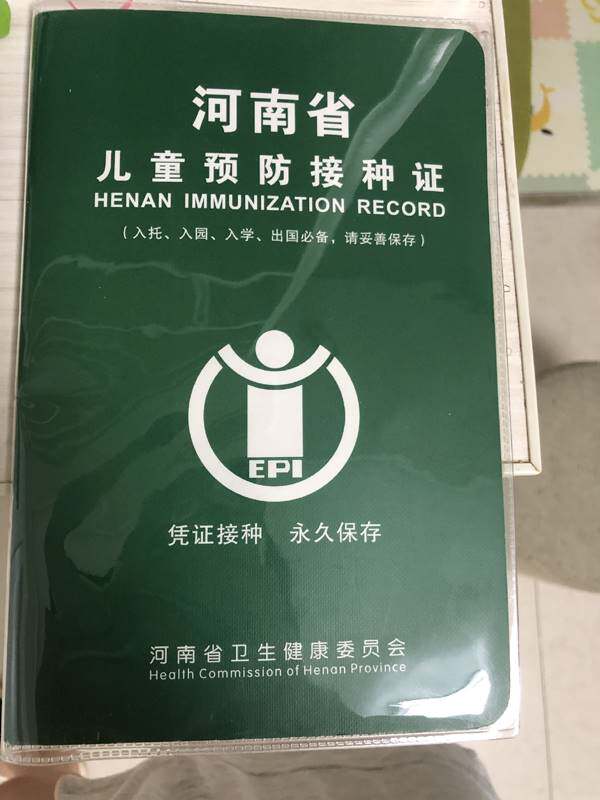 河南省
儿童预防接种证
HENAN IMMUNIZATION RECORD
(入托、入园、入学、出国必备，请妥善保存)
EPI
凭证接种 永久保存
河南省卫生健康委员会
Health Commission of Henan Province